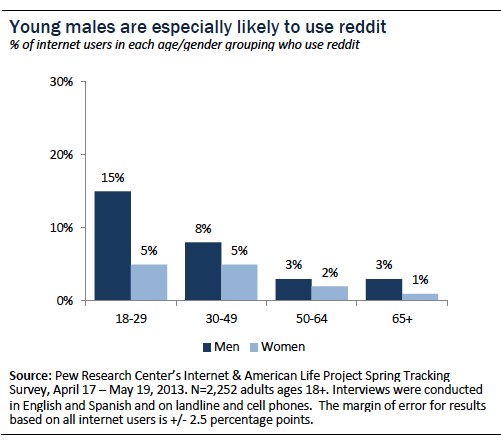 Young males are especially likely to use reddit
% of internet users in each age/gender grouping who use reddit
30%
20%
10%
0%
15%
5%
8%
5%
3%
2%
3%
1%
18-29
30-49
50-64
65+
Men
Women
Source: Pew Research Center's Internet & American Life Project Spring Tracking
Survey, April 17 – May 19, 2013. N=2,252 adults ages 18+. Interviews were conducted
in English and Spanish and on landline and cell phones. The margin of error for results
based on all internet users is +/- 2.5 percentage points.